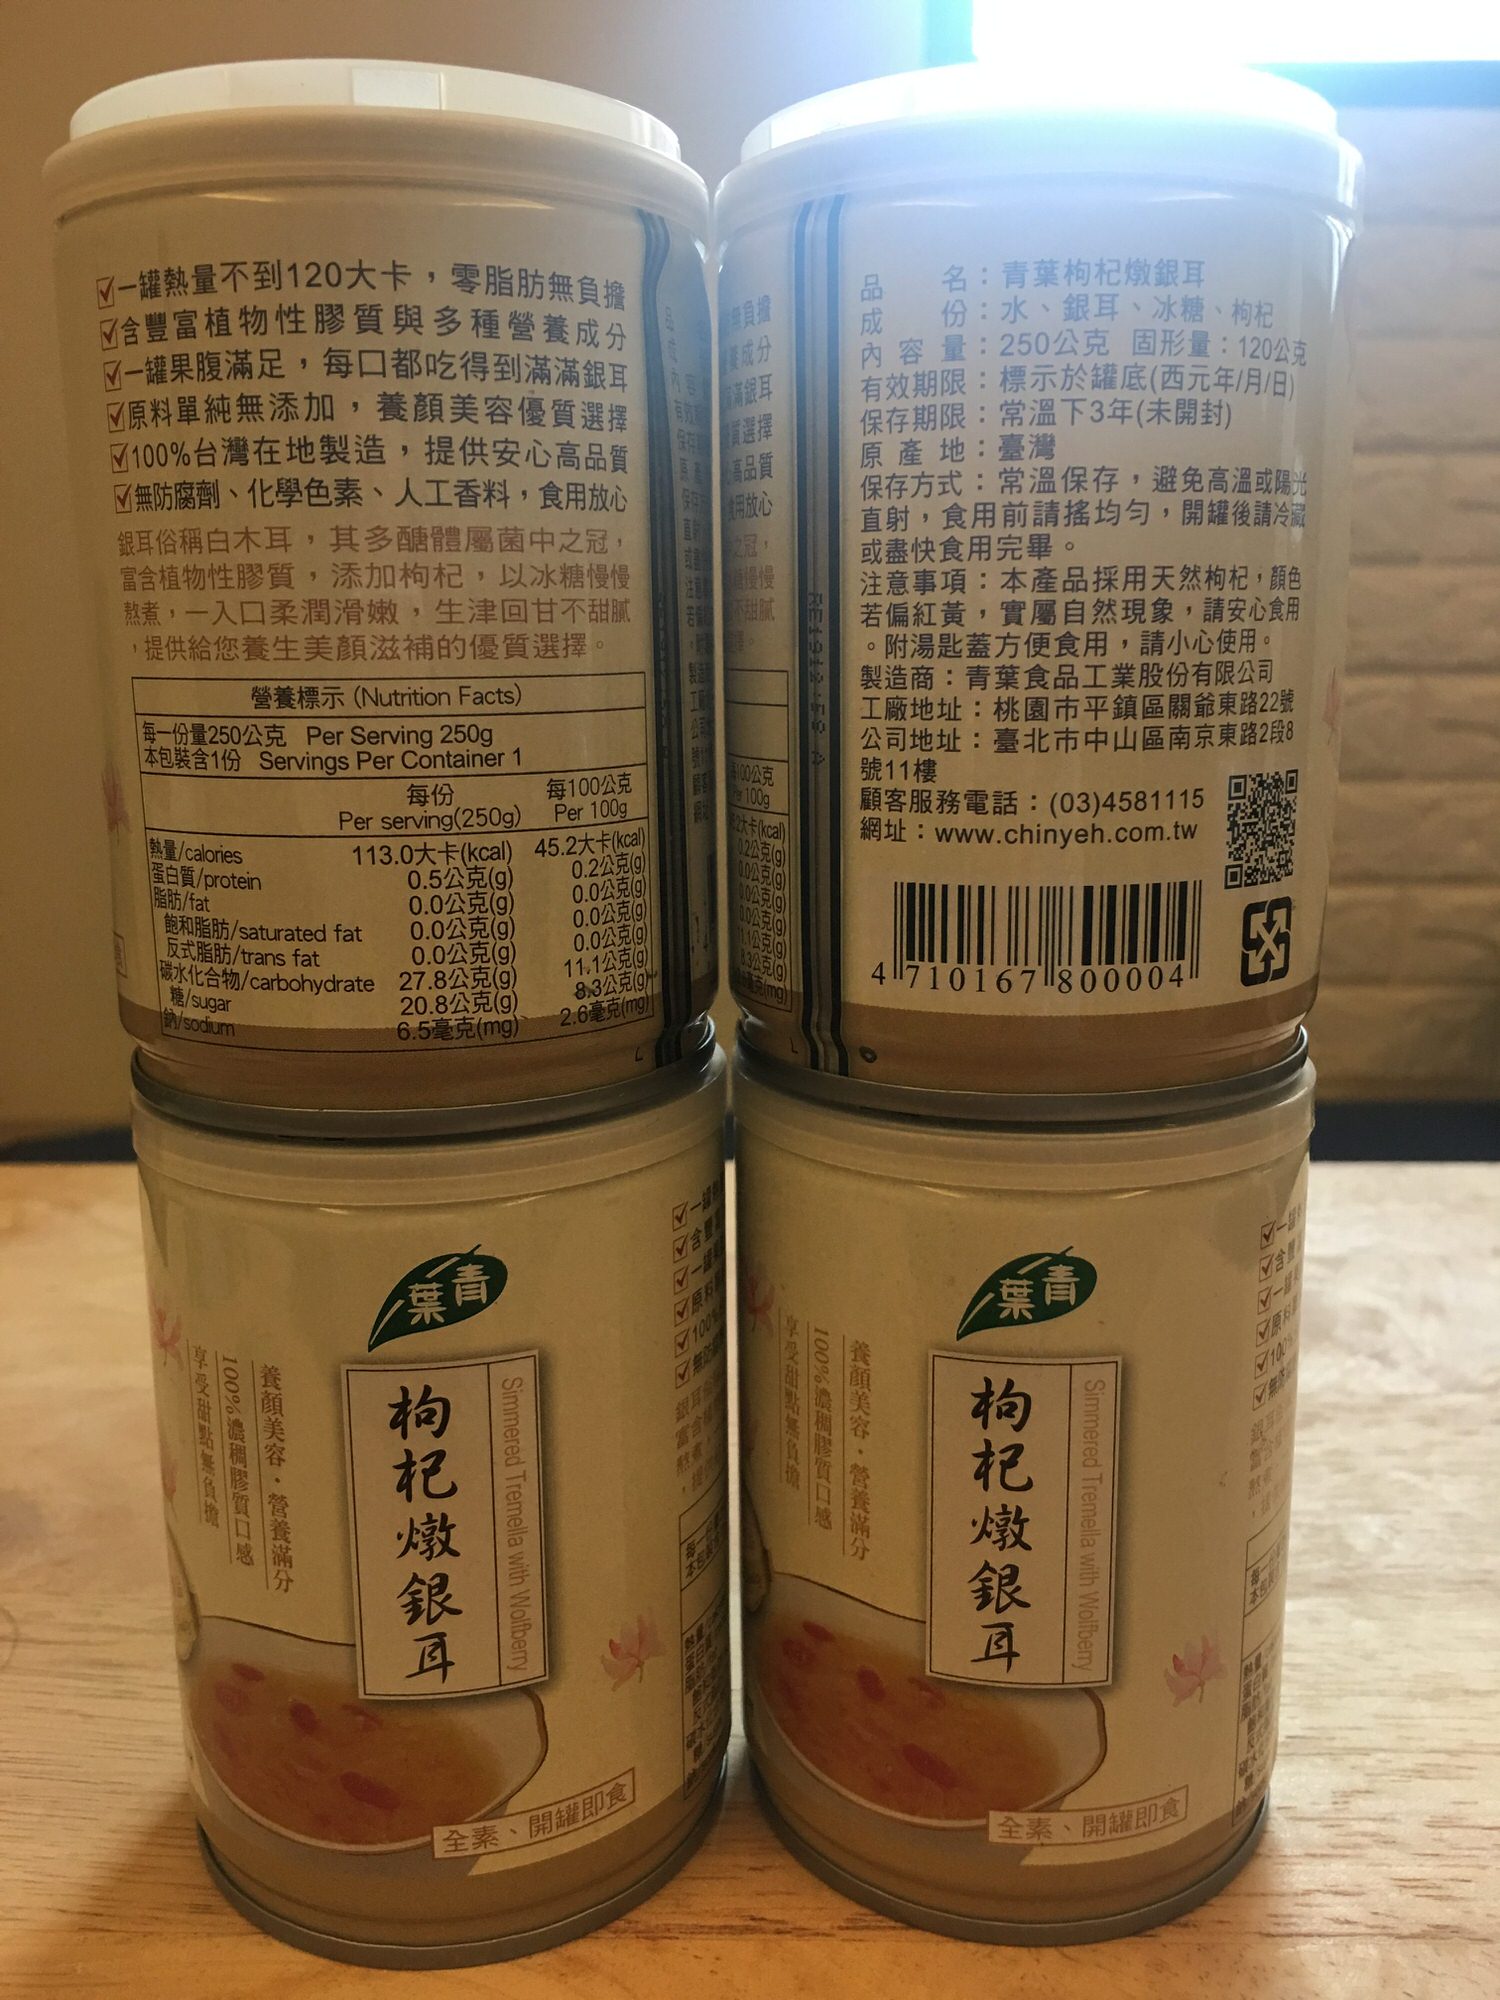 ☑一罐熱量不到120大卡，零脂肪無負擔
☑含豐富植物性膠質與多種營養成分
☑一罐果腹滿足，每口都吃得到滿滿銀耳
☑原料單純無添加，養顏美容優質選擇
☑100%台灣在地製造，提供安心高品質
☑無防腐劑、化學色素、人工香料，食用放心
銀耳俗稱白木耳，其多醣體屬菌中之冠，
富含植物性膠質，添加枸杞，以冰糖慢慢
熬煮，一入口柔潤滑嫩，生津回甘不甜膩
，提供給您養生美顏滋補的優質選擇。
營養標示 (Nutrition Facts)
每一份量250公克 Per Serving 250g
本包裝含1份 Servings Per Container 1
每份 每100公克
Per serving(250g) Per 100g
熱量/calories 113.0大卡(kcal) 45.2大卡(kcal)
蛋白質/protein 0.5公克(g) 0.2公克(g)
脂肪/fat 0.0公克(g) 0.0公克(g)
飽和脂肪/saturated fat 0.0公克(g) 0.0公克(g)
反式脂肪/trans fat 0.0公克(g) 0.0公克(g)
碳水化合物/carbohydrate 27.8公克(g) 11.1公克(g)
糖/sugar 20.8公克(g) 8.3公克(g)
鈉/sodium 6.5毫克(mg) 2.6毫克(mg)
品名：青葉枸杞燉銀耳
成份：水、銀耳、冰糖、枸杞
內容量：250公克 固形量：120公克
有效期限：標示於罐底(西元年/月/日)
保存期限：常溫下3年(未開封)
原產地：臺灣
保存方式：常溫保存，避免高溫或陽光
直射，食用前請搖均勻，開罐後請冷藏
或盡快食用完畢。
注意事項：本產品採用天然枸杞，顏色
若偏紅黃，實屬自然現象，請安心食用
。附湯匙蓋方便食用，請小心使用。
製造商：青葉食品工業股份有限公司
工廠地址：桃園市平鎮區關爺東路22號
公司地址：臺北市中山區南京東路2段8
號11樓
顧客服務電話：(03)4581115
網址：www.chinyeh.com.tw
4 710167 800004
青葉
枸杞燉銀耳
Simmered Tremella with Wolfberry
養顏美容．營養滿分
100%濃稠膠質口感
享受甜點無負擔
全素、開罐即食
青葉
枸杞燉銀耳
Simmered Tremella with Wolfberry
養顏美容．營養滿分
100%濃稠膠質口感
享受甜點無負擔
全素、開罐即食